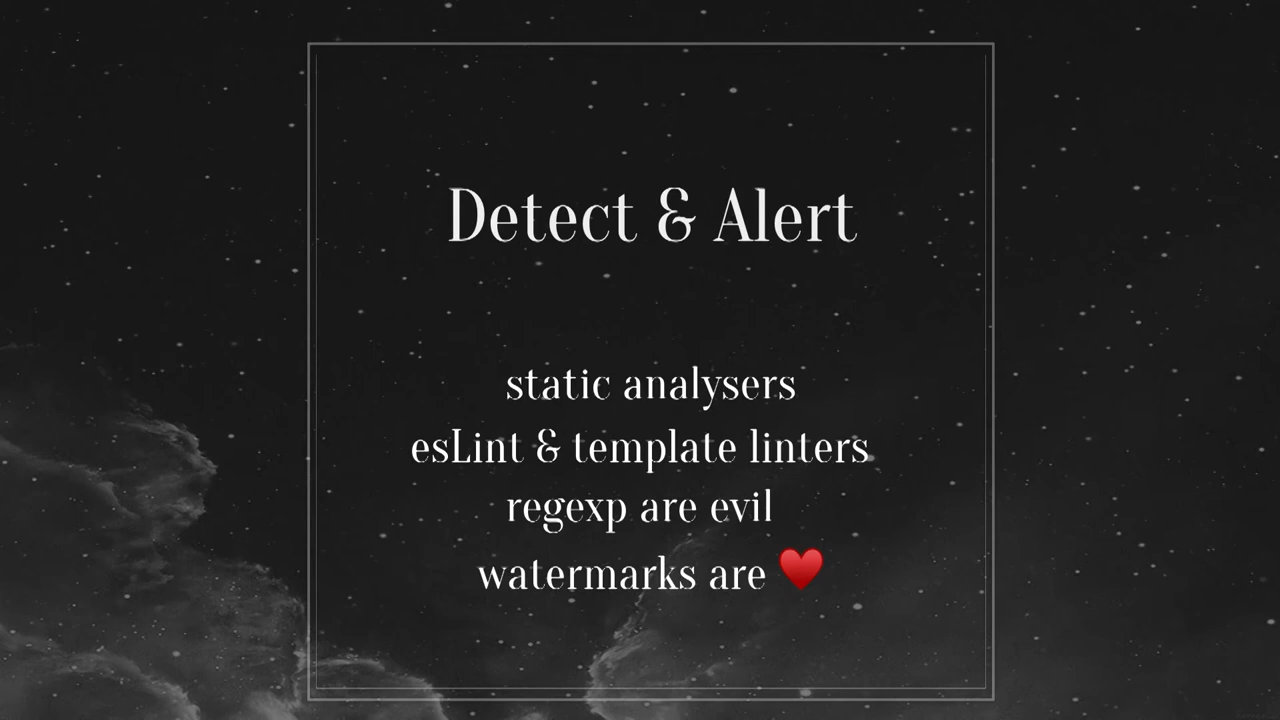 Detect & Alert
static analysers
esLint & template linters
regexp are evil
watermarks are ♥️